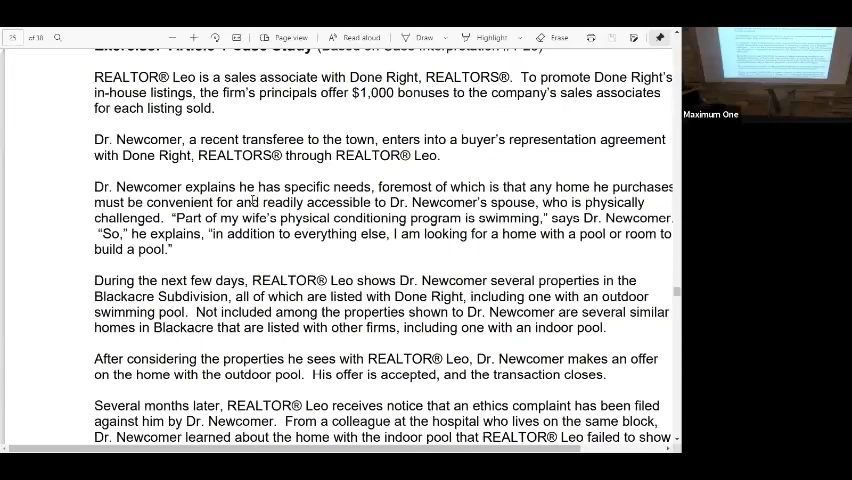 25 of 38
Page view
Read aloud
Draw
Highlight
Erase
REALTOR® Leo is a sales associate with Done Right, REALTORS®. To promote Done Right's
in-house listings, the firm's principals offer $1,000 bonuses to the company's sales associates
for each listing sold.
Dr. Newcomer, a recent transferee to the town, enters into a buyer's representation agreement
with Done Right, REALTORS® through REALTOR® Leo.
Dr. Newcomer explains he has specific needs, foremost of which is that any home he purchases
must be convenient for and readily accessible to Dr. Newcomer's spouse, who is physically
challenged. "Part of my wife's physical conditioning program is swimming," says Dr. Newcomer.
"So," he explains, "in addition to everything else, I am looking for a home with a pool or room to
build a pool."
During the next few days, REALTOR® Leo shows Dr. Newcomer several properties in the
Blackacre Subdivision, all of which are listed with Done Right, including one with an outdoor
swimming pool. Not included among the properties shown to Dr. Newcomer are several similar
homes in Blackacre that are listed with other firms, including one with an indoor pool.
After considering the properties he sees with REALTOR® Leo, Dr. Newcomer makes an offer
on the home with the outdoor pool. His offer is accepted, and the transaction closes.
Several months later, REALTOR® Leo receives notice that an ethics complaint has been filed
against him by Dr. Newcomer. From a colleague at the hospital who lives on the same block,
Dr. Newcomer learned about the home with the indoor pool that REALTOR® Leo failed to show
Maximum One